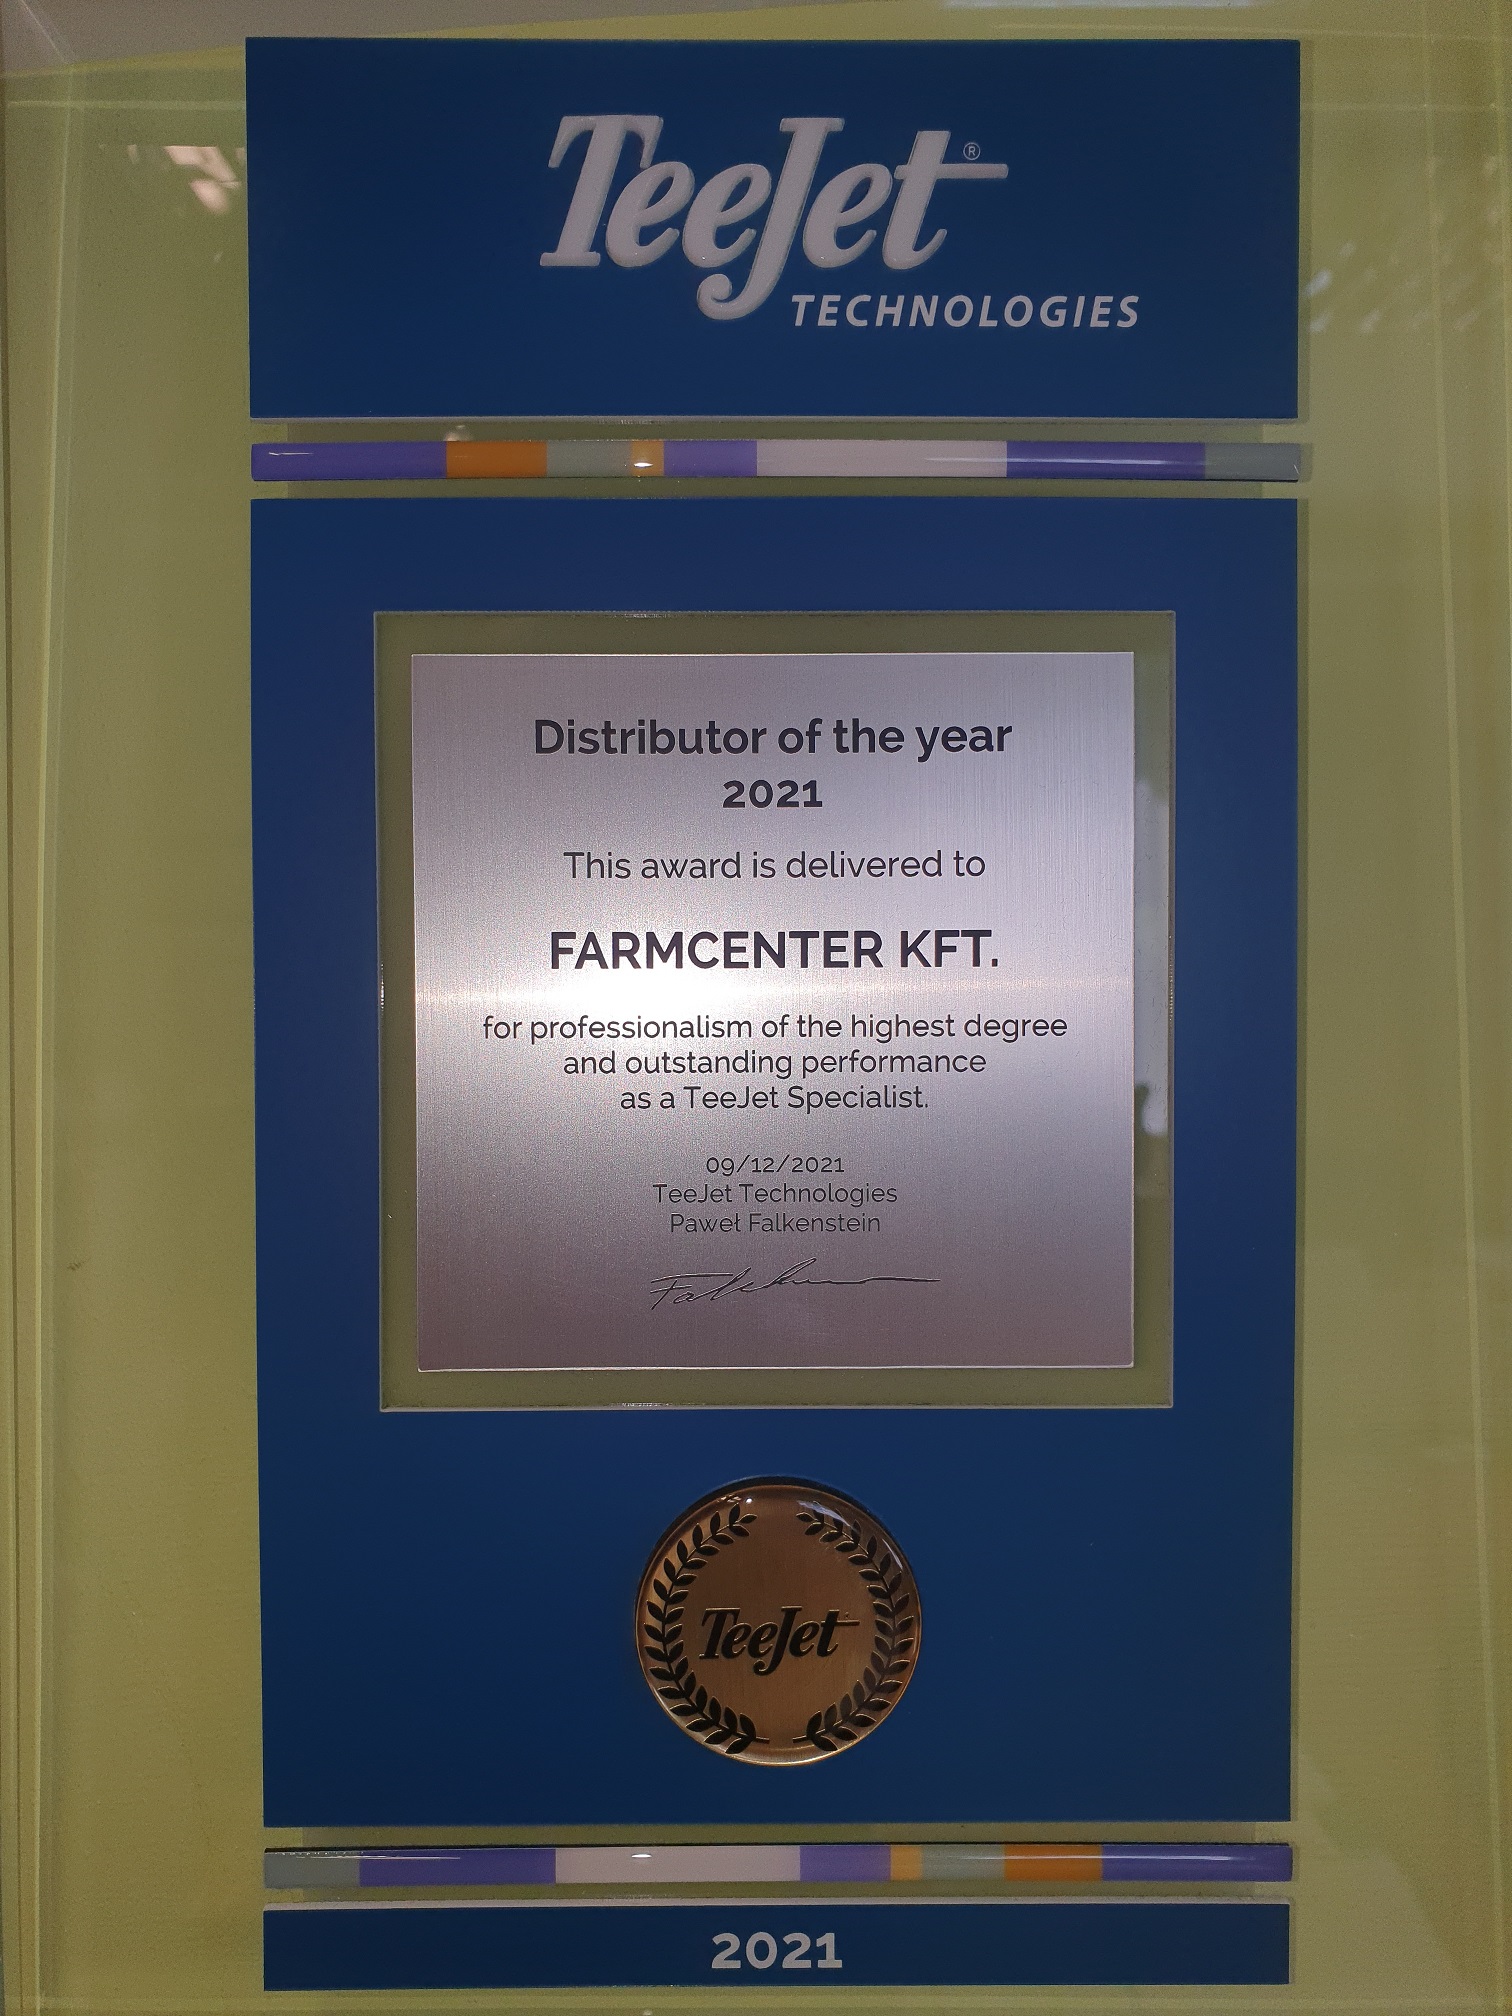 TeeJet®
TECHNOLOGIES
Distributor of the year
2021
This award is delivered to
FARMCENTER KFT.
for professionalism of the highest degree
and outstanding performance
as a TeeJet Specialist.
09/12/2021
TeeJet Technologies
Paweł Falkenstein
TeeJet
2021